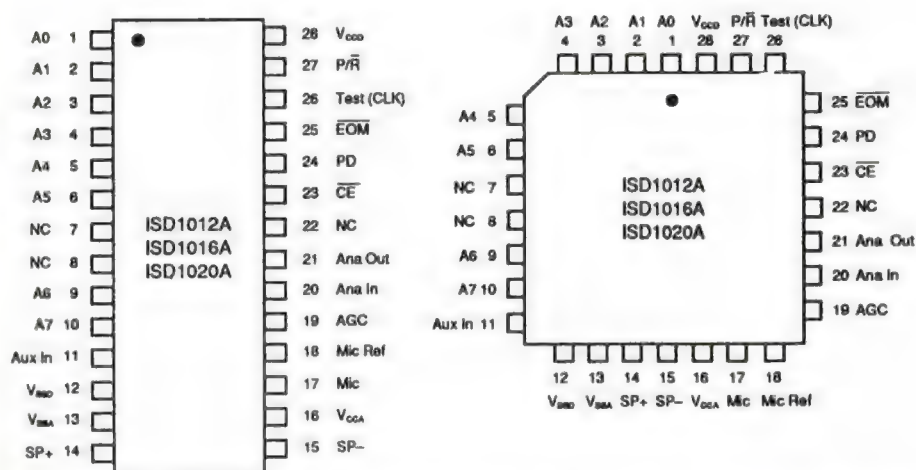 A0 1
A1 2
A2 3
A3 4
A4 5
A5 6
NC 7
NC 8
A6 9
A7 10
Aux In 11
VSSD 12
VSSA 13
SP+ 14
ISD1012A
ISD1016A
ISD1020A
28 VCCD
27 P/R̅
26 Test (CLK)
25 E̅O̅M̅
24 PD
23 C̅E̅
22 NC
21 Ana Out
20 Ana In
19 AGC
18 Mic Ref
17 Mic
16 VCCA
15 SP–
A3 A2 A1 A0 VCCD P/R̅ Test (CLK)
4 3 2 1 28 27 26
A4 5
A5 6
NC 7
NC 8
A6 9
A7 10
Aux In 11
ISD1012A
ISD1016A
ISD1020A
25 E̅O̅M̅
24 PD
23 C̅E̅
22 NC
21 Ana Out
20 Ana In
19 AGC
12 13 14 15 16 17 18
VSSD VSSA SP+ SP– VCCA Mic Mic Ref